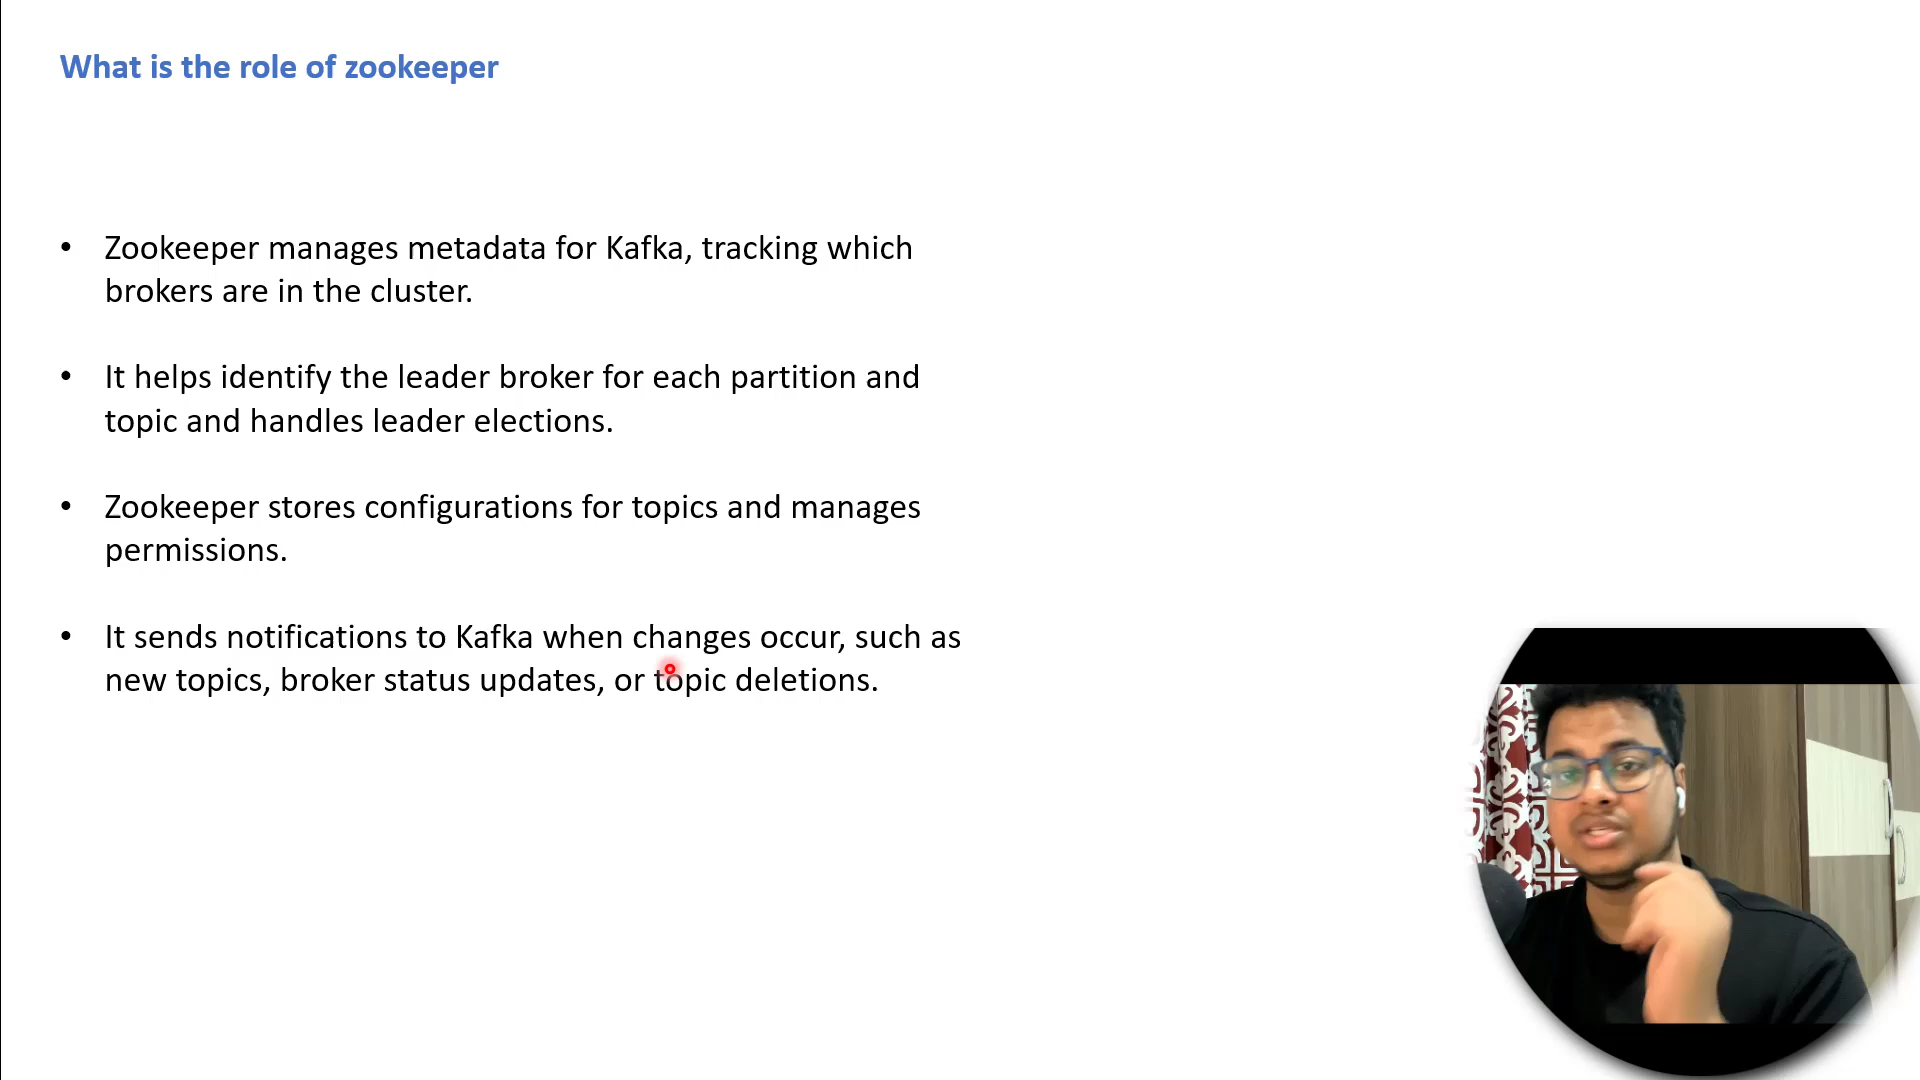 What is the role of zookeeper
• Zookeeper manages metadata for Kafka, tracking which
brokers are in the cluster.
• It helps identify the leader broker for each partition and
topic and handles leader elections.
• Zookeeper stores configurations for topics and manages
permissions.
• It sends notifications to Kafka when changes occur, such as
new topics, broker status updates, or topic deletions.